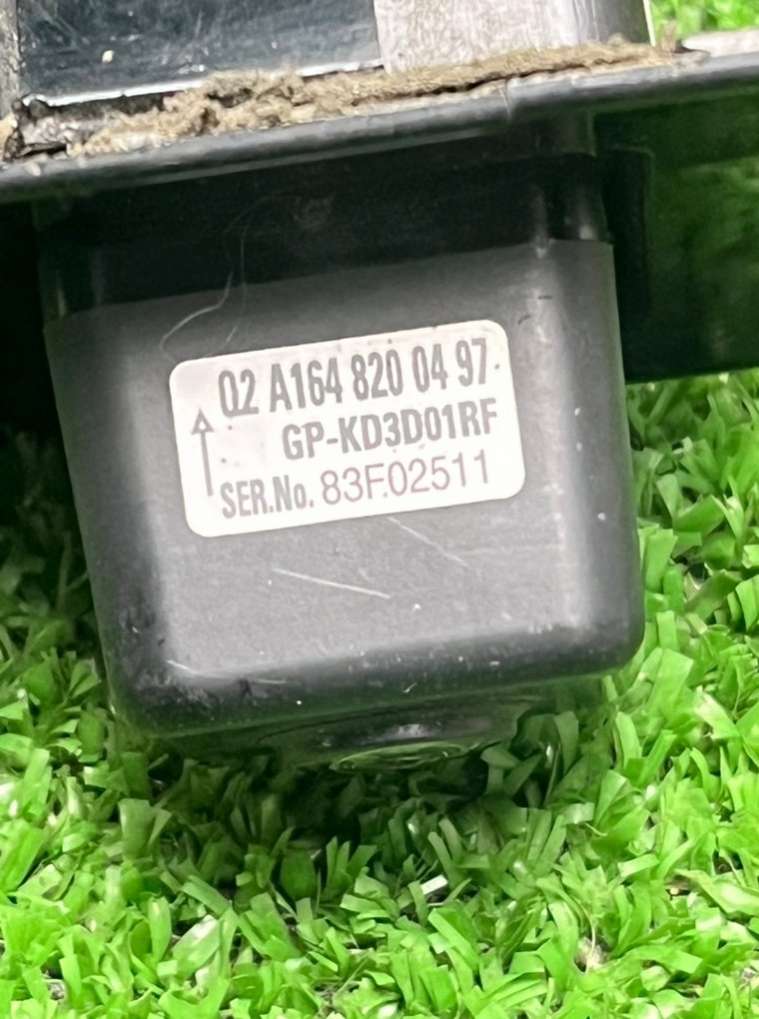 02 A164 820 04 97
GP-KD3D01RF
SER.No. 83F02511